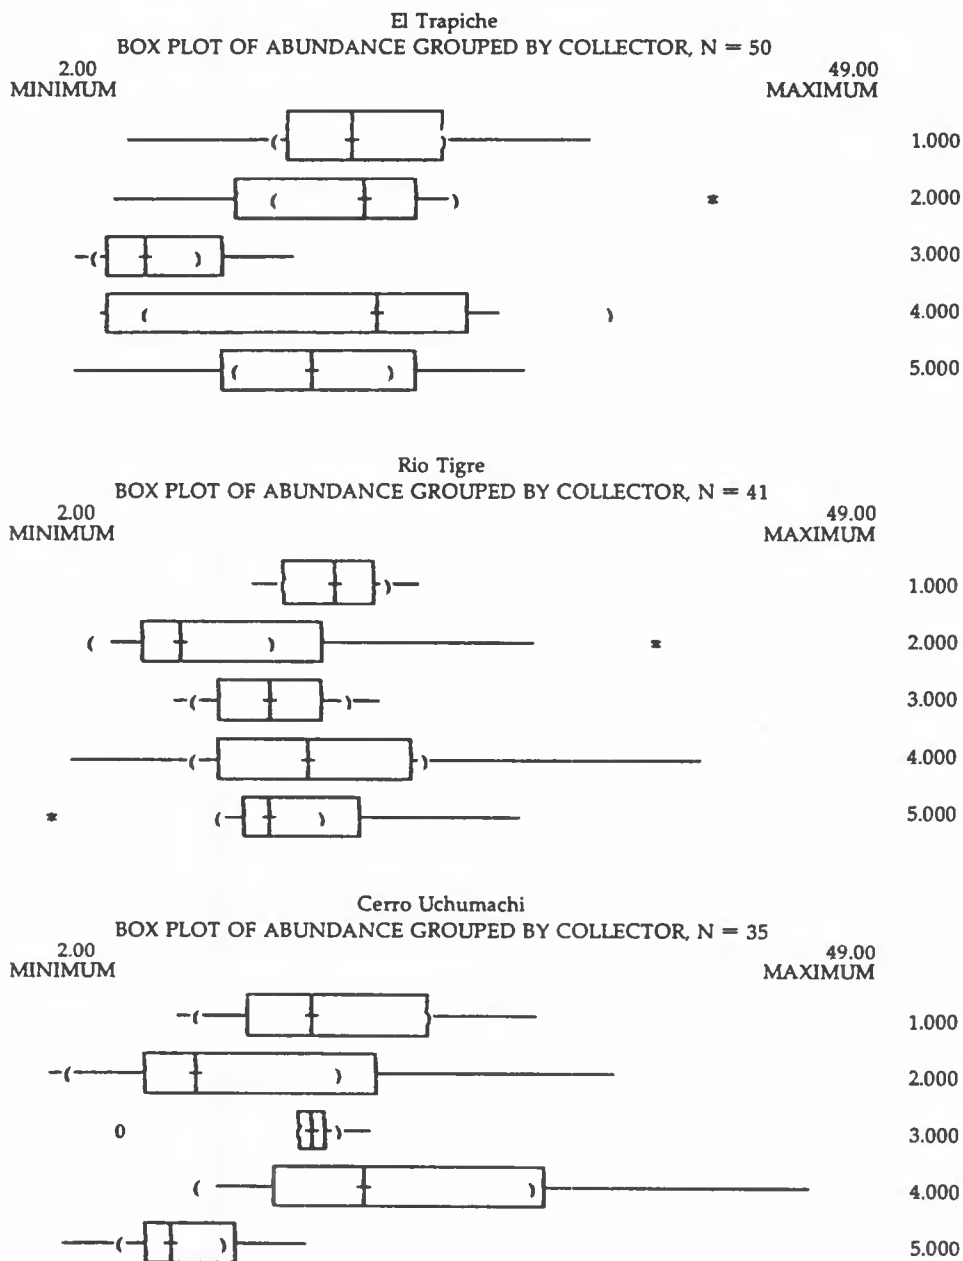 El Trapiche
BOX PLOT OF ABUNDANCE GROUPED BY COLLECTOR, N = 50
2.00 49.00
MINIMUM MAXIMUM
1.000
2.000
3.000
4.000
5.000
Rio Tigre
BOX PLOT OF ABUNDANCE GROUPED BY COLLECTOR, N = 41
2.00 49.00
MINIMUM MAXIMUM
1.000
2.000
3.000
4.000
5.000
Cerro Uchumachi
BOX PLOT OF ABUNDANCE GROUPED BY COLLECTOR, N = 35
2.00 49.00
MINIMUM MAXIMUM
1.000
2.000
0 3.000
4.000
5.000